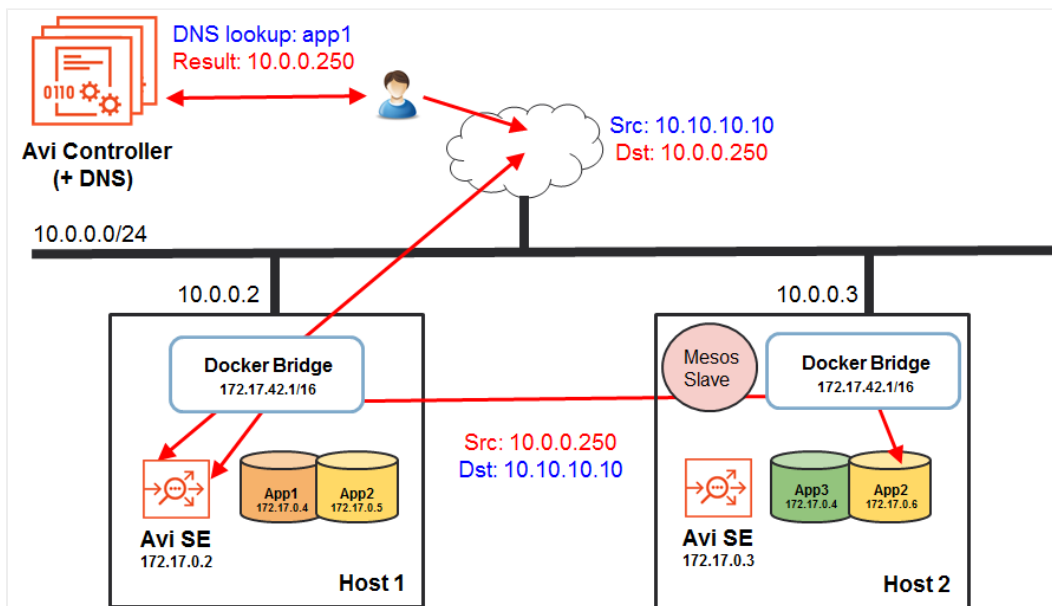 DNS lookup: app1
Result: 10.0.0.250
0110
Avi Controller
(+ DNS)
Src: 10.10.10.10
Dst: 10.0.0.250
10.0.0.0/24
10.0.0.2
10.0.0.3
Docker Bridge
172.17.42.1/16
Mesos
Slave
Docker Bridge
172.17.42.1/16
Src: 10.0.0.250
Dst: 10.10.10.10
App1
172.17.0.4
App2
172.17.0.5
Avi SE
172.17.0.2
Host 1
App3
172.17.0.4
App2
172.17.0.6
Avi SE
172.17.0.3
Host 2